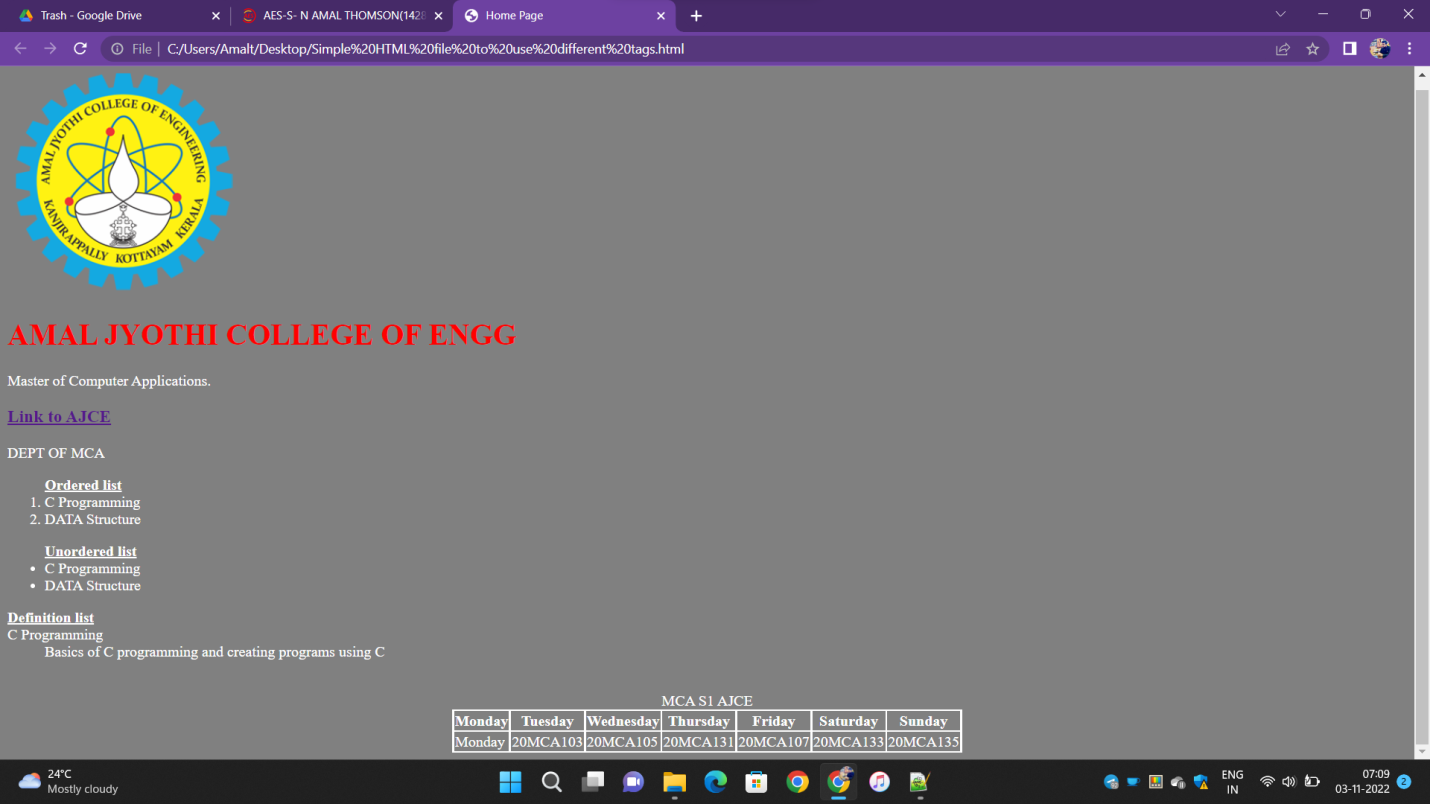 Trash - Google Drive
AES-S- N AMAL THOMSON(1428
Home Page
File
C:/Users/Amalt/Desktop/Simple%20HTML%20file%20to%20use%20different%20tags.html
AMAL JYOTHI COLLEGE OF ENGINEERING
KANJIRAPPALLY KOTTAYAM KERALA
AMAL JYOTHI COLLEGE OF ENGG
Master of Computer Applications.
Link to AJCE
DEPT OF MCA
Ordered list
1. C Programming
2. DATA Structure
Unordered list
• C Programming
• DATA Structure
Definition list
C Programming
Basics of C programming and creating programs using C
MCA S1 AJCE
Monday Tuesday Wednesday Thursday Friday Saturday Sunday
Monday 20MCA103 20MCA105 20MCA131 20MCA107 20MCA133 20MCA135
24°C
Mostly cloudy
ENG
IN
07:09
03-11-2022
2